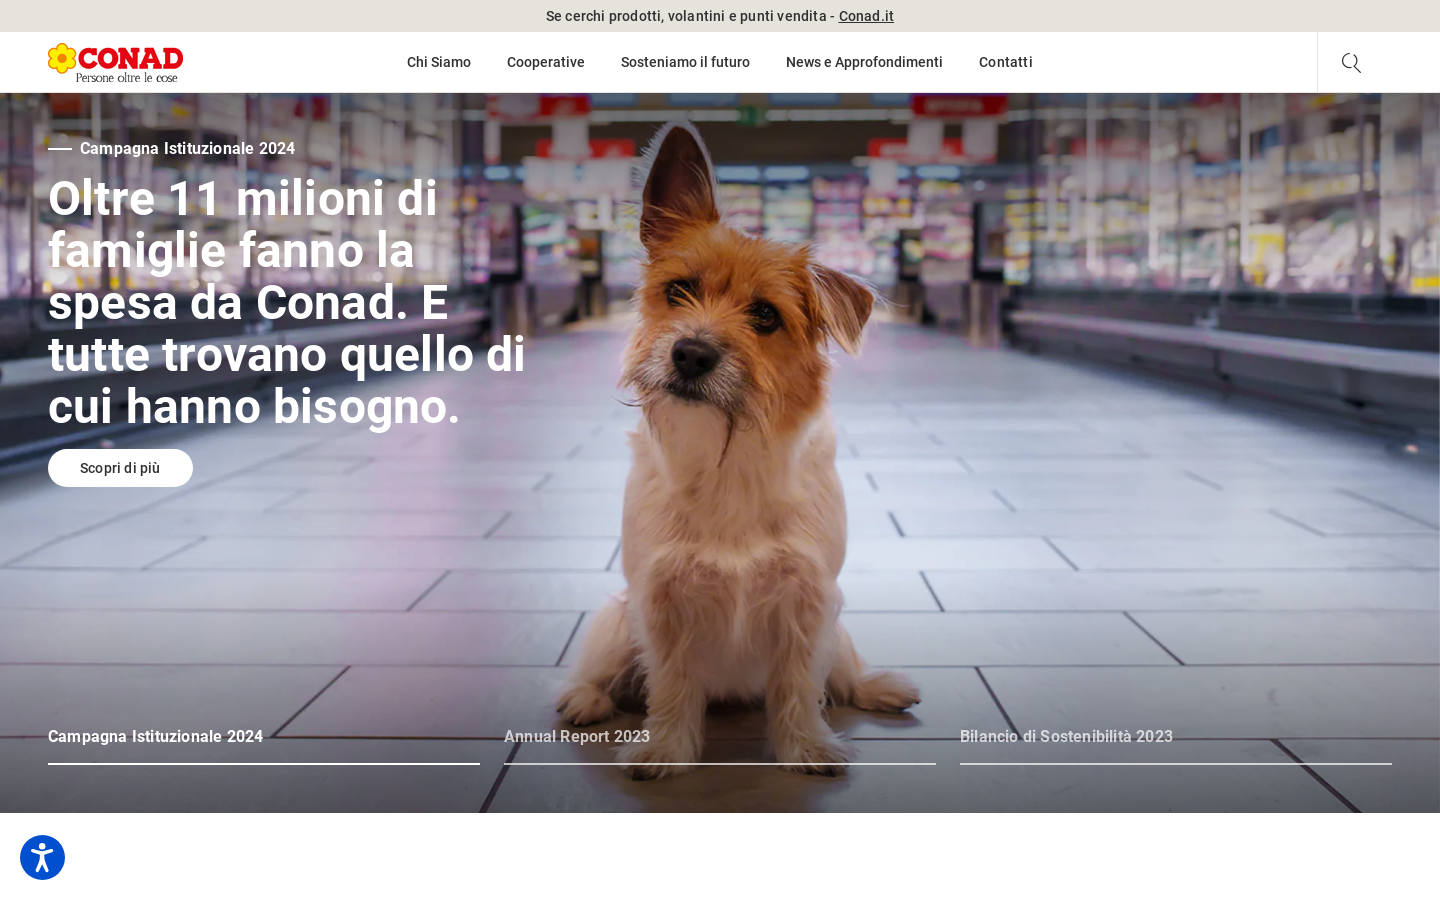 Se cerchi prodotti, volantini e punti vendita - Conad.it
CONAD
Persone oltre le cose
Chi Siamo
Cooperative
Sosteniamo il futuro
News e Approfondimenti
Contatti
Campagna Istituzionale 2024
Oltre 11 milioni di
famiglie fanno la
spesa da Conad. E
tutte trovano quello di
cui hanno bisogno.
Scopri di più
Campagna Istituzionale 2024
Annual Report 2023
Bilancio di Sostenibilità 2023